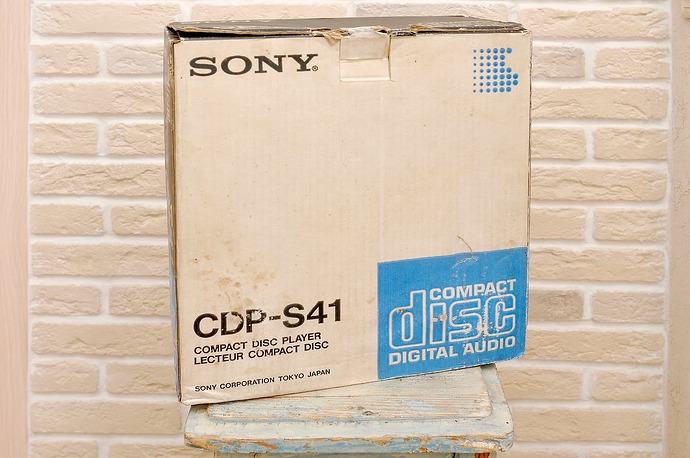 SONY®
CDP-S41
COMPACT DISC PLAYER
LECTEUR COMPACT DISC
SONY CORPORATION TOKYO JAPAN
COMPACT
disc
DIGITAL AUDIO